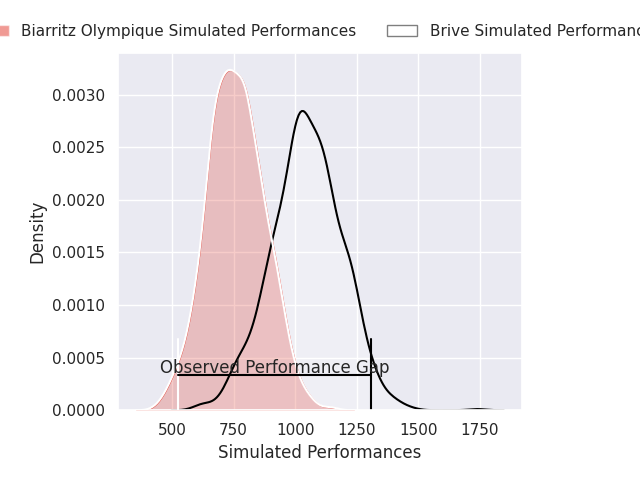 Biarritz Olympique Simulated Performances
Brive Simulated
Density
0.0030
0.0025
0.0020
0.0015
0.0010
0.0005
0.0000
Observed Performance Gap
500 750 1000 1250 1500 1750
Simulated Performances